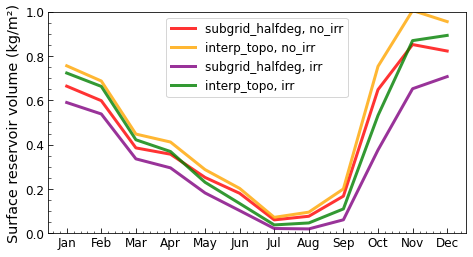 Surface reservoir volume (kg/m²)
1.0
0.8
0.6
0.4
0.2
0.0
subgrid_halfdeg, no_irr
interp_topo, no_irr
subgrid_halfdeg, irr
interp_topo, irr
Jan Feb Mar Apr May Jun Jul Aug Sep Oct Nov Dec